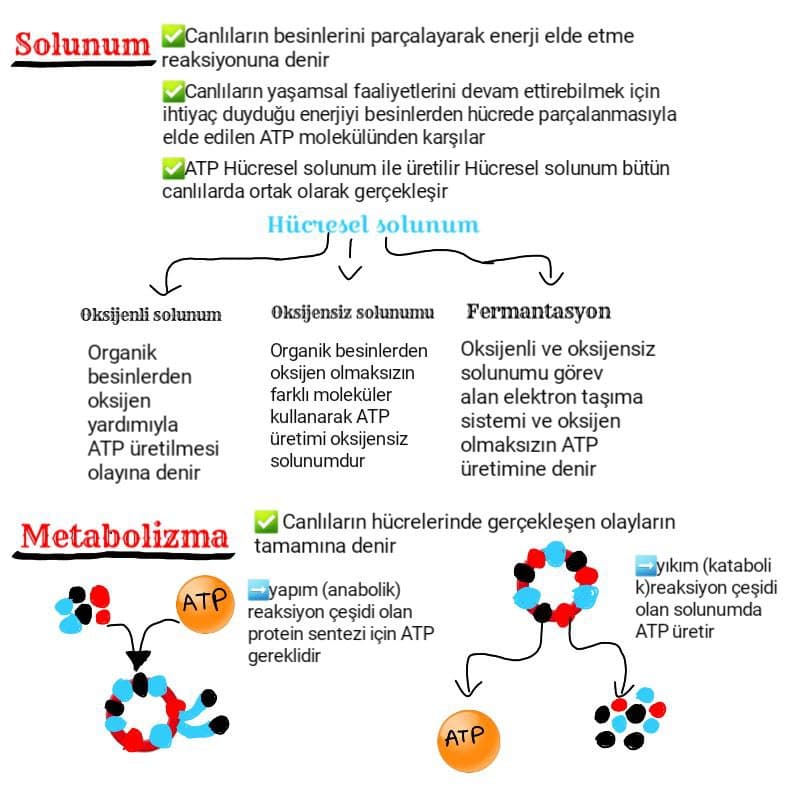 Solunum
✅Canlıların besinlerini parçalayarak enerji elde etme
reaksiyonuna denir
✅Canlıların yaşamsal faaliyetlerini devam ettirebilmek için
ihtiyaç duyduğu enerjiyi besinlerden hücrede parçalanmasıyla
elde edilen ATP molekülünden karşılar
✅ATP Hücresel solunum ile üretilir Hücresel solunum bütün
canlılarda ortak olarak gerçekleşir
Hücresel solunum
Oksijenli solunum
Organik
besinlerden
oksijen
yardımıyla
ATP üretilmesi
olayına denir
Oksijensiz solunumu
Organik besinlerden
oksijen olmaksızın
farklı moleküler
kullanarak ATP
üretimi oksijensiz
solunumdur
Fermantasyon
Oksijenli ve oksijensiz
solunumu görev
alan elektron taşıma
sistemi ve oksijen
olmaksızın ATP
üretimine denir
Metabolizma
✅ Canlıların hücrelerinde gerçekleşen olayların
tamamına denir
ATP
➡yapım (anabolik)
reaksiyon çeşidi olan
protein sentezi için ATP
gereklidir
➡yıkım (kataboli
k)reaksiyon çeşidi
olan solunumda
ATP üretir
ATP